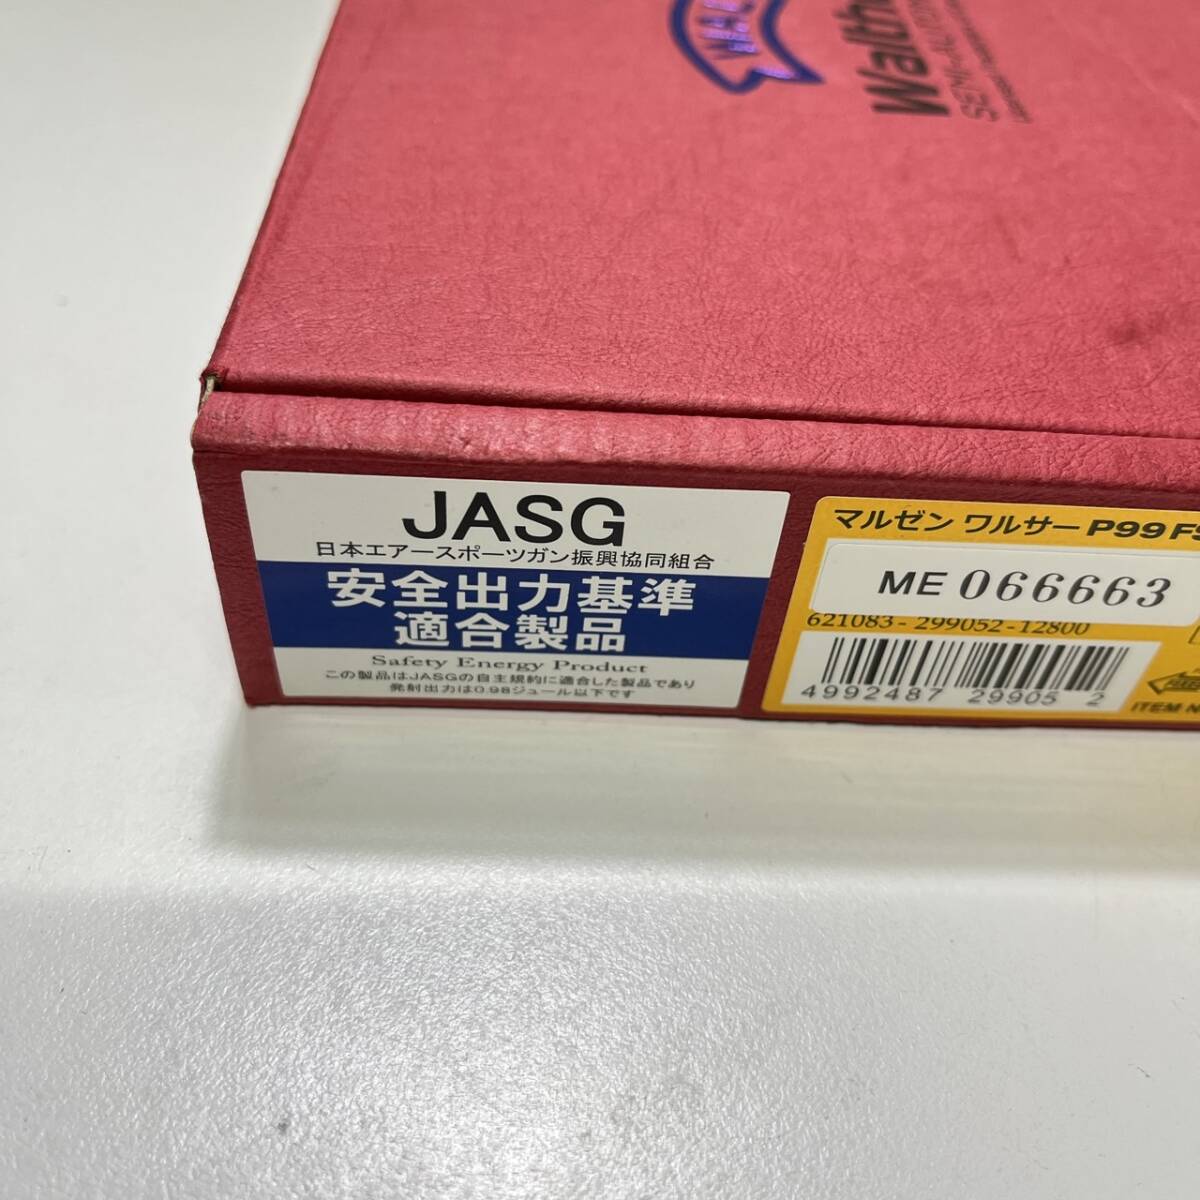 JASG
日本エアースポーツガン振興協同組合
安全出力基準
適合製品
Safety Energy Product
この製品はJASGの自主規約に適合した製品であり
発射出力は0.98ジュール以下です
マルゼン ワルサー P99 FS
ME 066663
621083-299052-12800
4992487 29905 2
ITEM N
Walth
SEMI-AUTOM